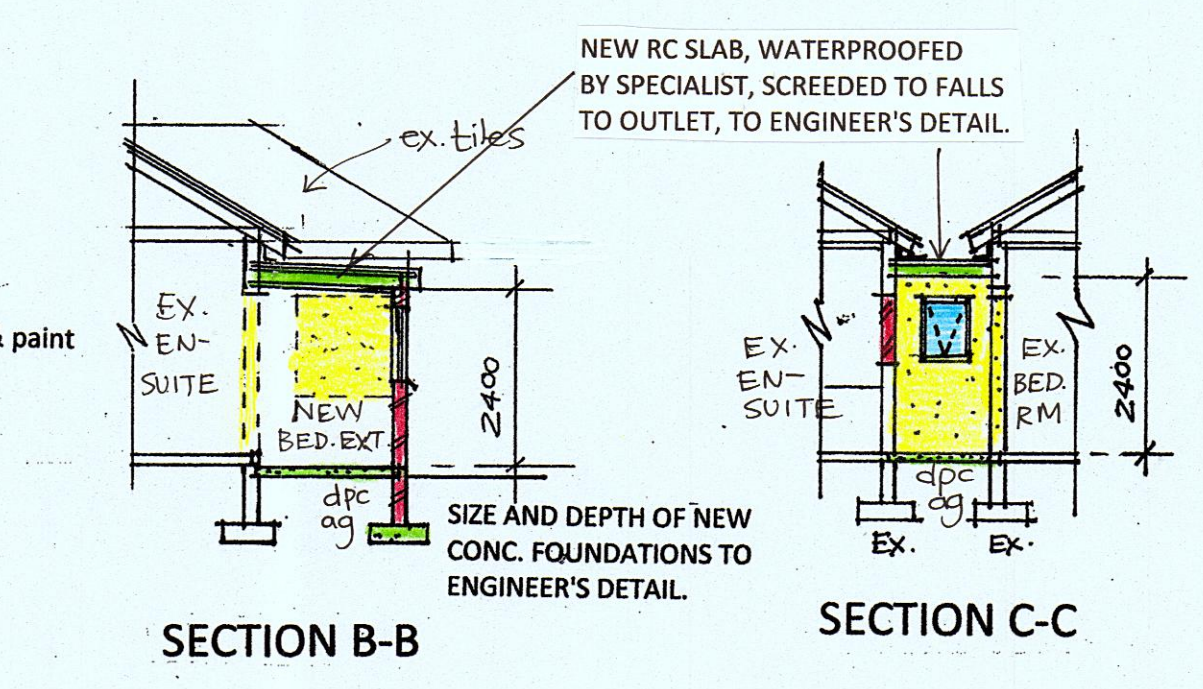 NEW RC SLAB, WATERPROOFED
BY SPECIALIST, SCREEDED TO FALLS
TO OUTLET, TO ENGINEER'S DETAIL.
ex. tiles
& paint
EX.
EN-
SUITE
NEW
BED. EXT.
2400
dpc
ag
SIZE AND DEPTH OF NEW
CONC. FOUNDATIONS TO
ENGINEER'S DETAIL.
SECTION B-B
EX.
EN-
SUITE
EX.
BED.
RM
2400
dpc
ag
EX.
EX.
SECTION C-C